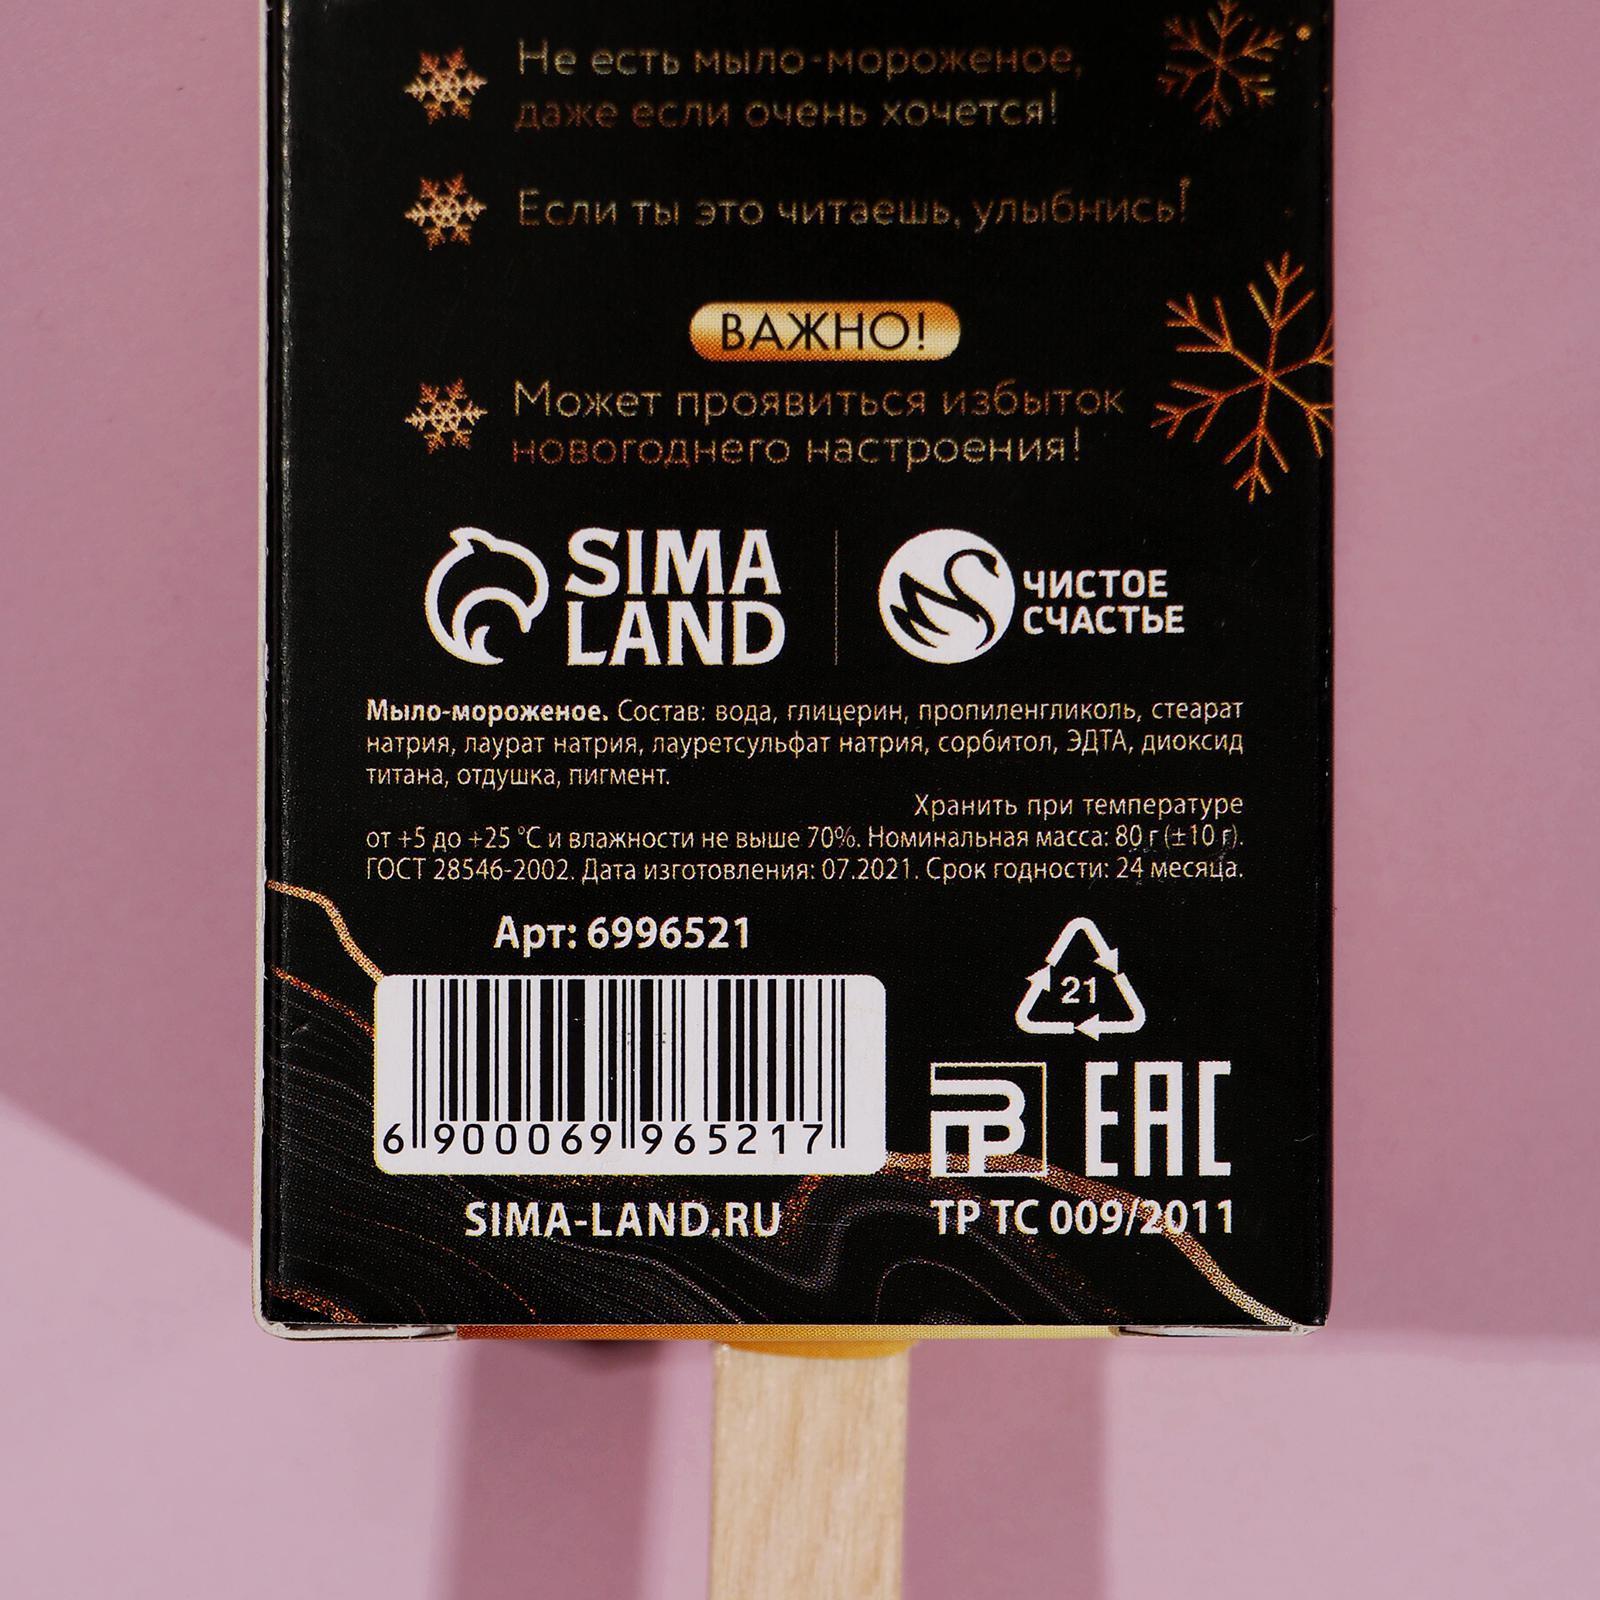 Не есть мыло-мороженое,
даже если очень хочется!
Если ты это читаешь, улыбнись!
ВАЖНО!
Может проявиться избыток
новогоднего настроения!
SIMA
LAND
ЧИСТОЕ
СЧАСТЬЕ
Мыло-мороженое. Состав: вода, глицерин, пропиленгликоль, стеарат
натрия, лаурат натрия, лауретсульфат натрия, сорбитол, ЭДТА, диоксид
титана, отдушка, пигмент.
Хранить при температуре
от +5 до +25 °С и влажности не выше 70%. Номинальная масса: 80 г (±10 г).
ГОСТ 28546-2002. Дата изготовления: 07.2021. Срок годности: 24 месяца.
Арт: 6996521
21
6 900069 965217
EAC
SIMA-LAND.RU
ТР ТС 009/2011